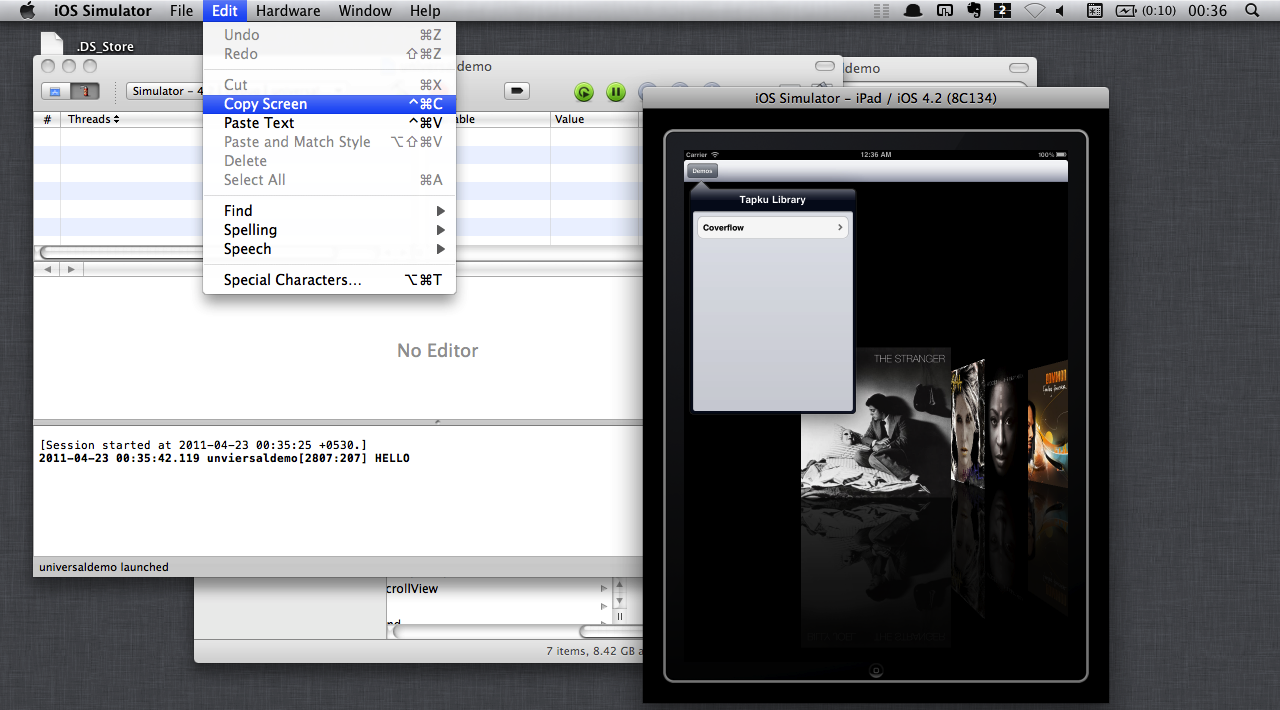 iOS Simulator File Edit Hardware Window Help 2 (0:10) 00:36
.DS_Store
Undo ⌘Z
Redo ⇧⌘Z
Cut ⌘X
Copy Screen ^⌘C
Paste Text ^⌘V
Paste and Match Style ⌥⇧⌘V
Delete
Select All ⌘A
Find
Spelling
Speech
Special Characters... ⌥⌘T
demo
demo
Simulator - 4
# Threads Value
No Editor
[Session started at 2011-04-23 00:35:25 +0530.]
2011-04-23 00:35:42.119 unviersaldemo[2807:207] HELLO
universaldemo launched
crollView
7 items, 8.42 GB a
iOS Simulator - iPad / iOS 4.2 (8C134)
Carrier 12:36 AM 100%
Demos
Tapku Library
Coverflow
THE STRANGER
COMMON